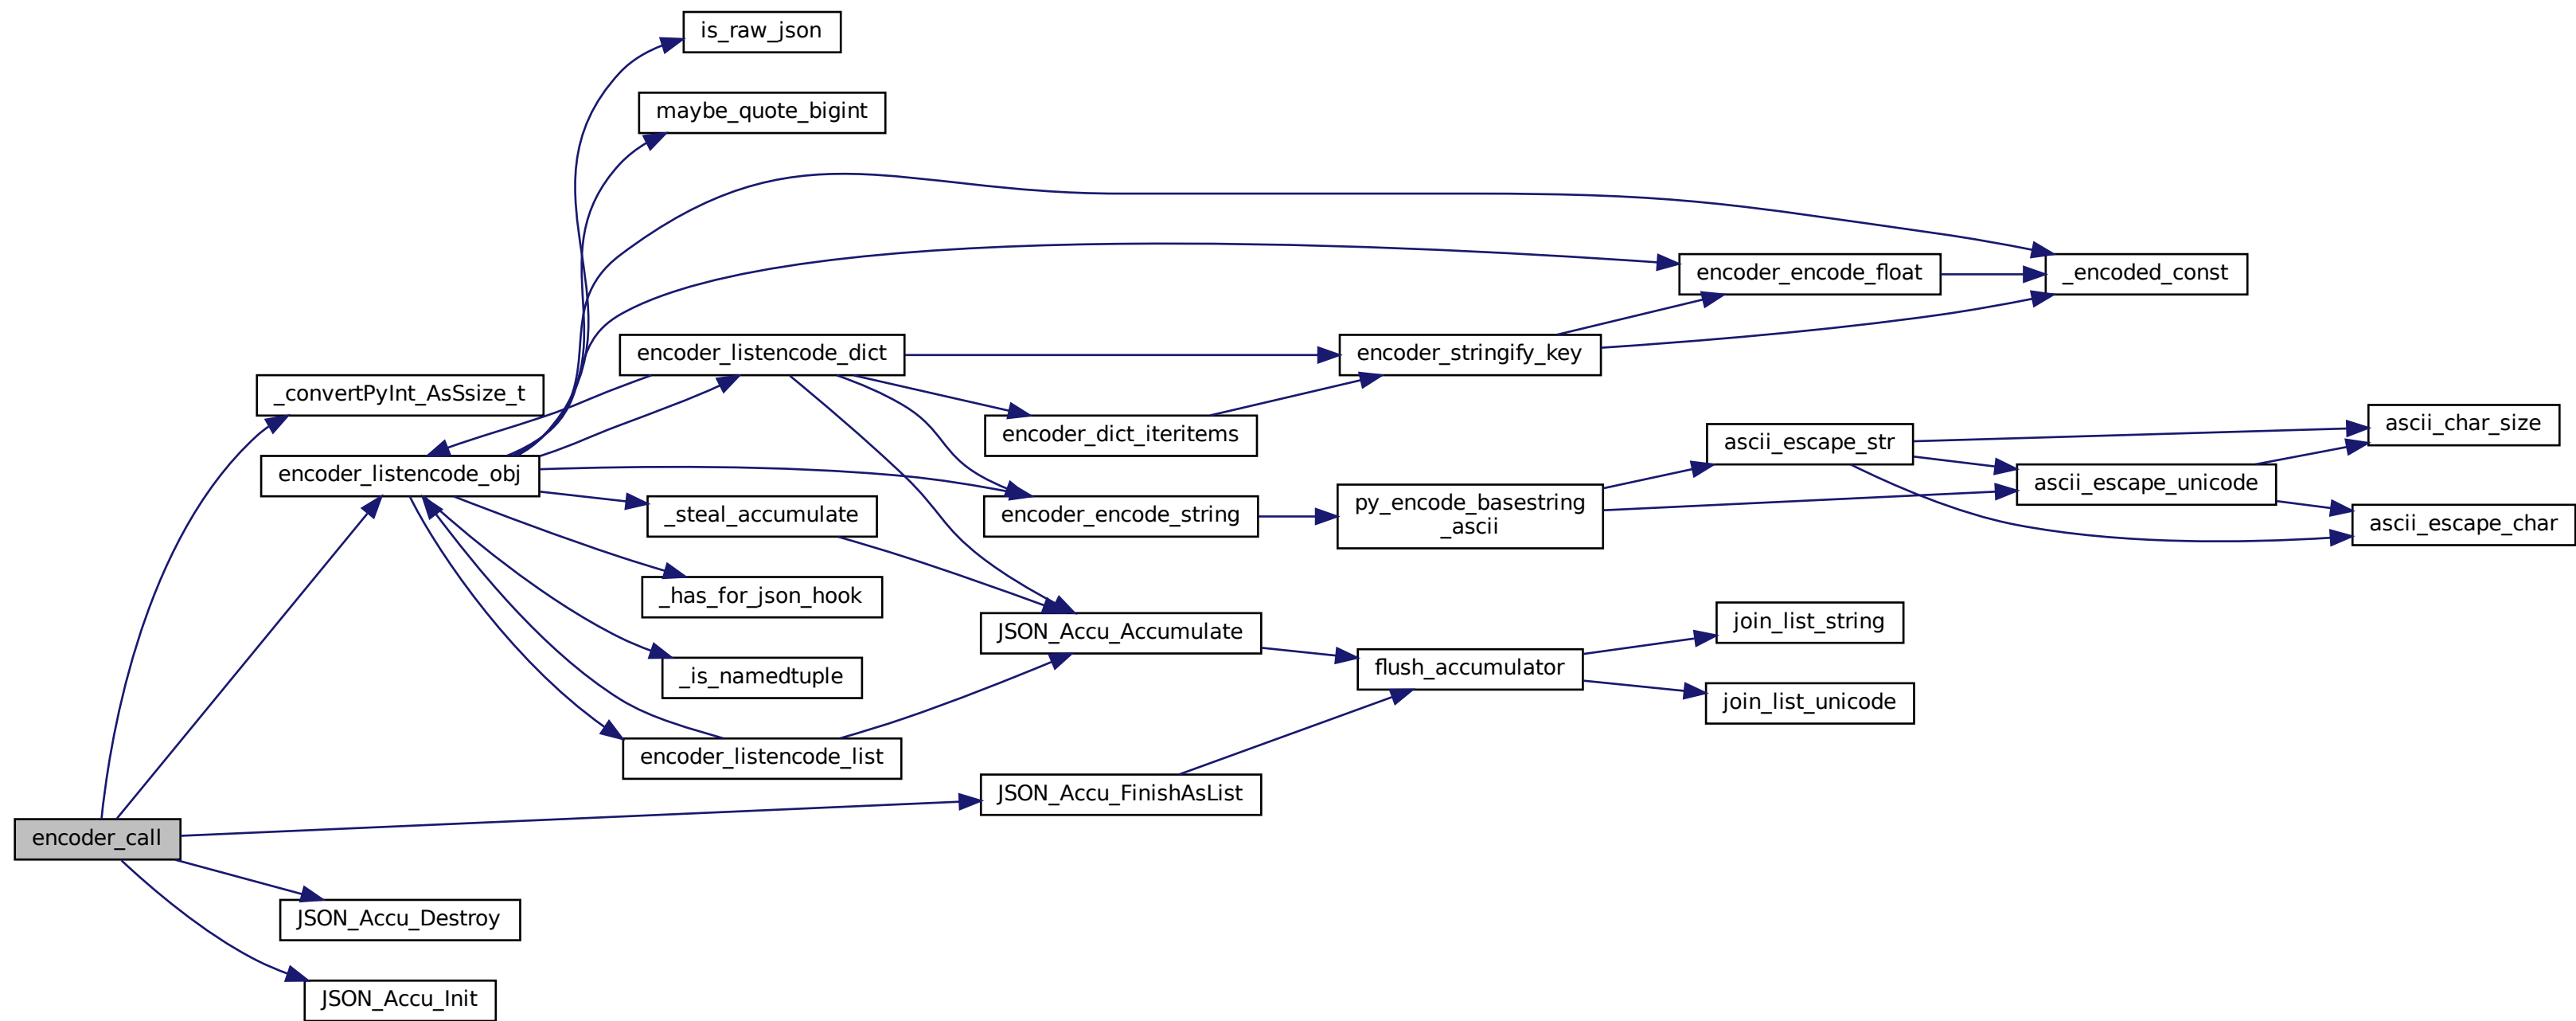 is_raw_json
maybe_quote_bigint
encoder_encode_float
_encoded_const
encoder_listencode_dict
encoder_stringify_key
_convertPyInt_AsSsize_t
encoder_dict_iteritems
ascii_escape_str
ascii_char_size
encoder_listencode_obj
ascii_escape_unicode
_steal_accumulate
encoder_encode_string
py_encode_basestring
_ascii
ascii_escape_char
_has_for_json_hook
JSON_Accu_Accumulate
join_list_string
_is_namedtuple
flush_accumulator
join_list_unicode
encoder_listencode_list
JSON_Accu_FinishAsList
encoder_call
JSON_Accu_Destroy
JSON_Accu_Init